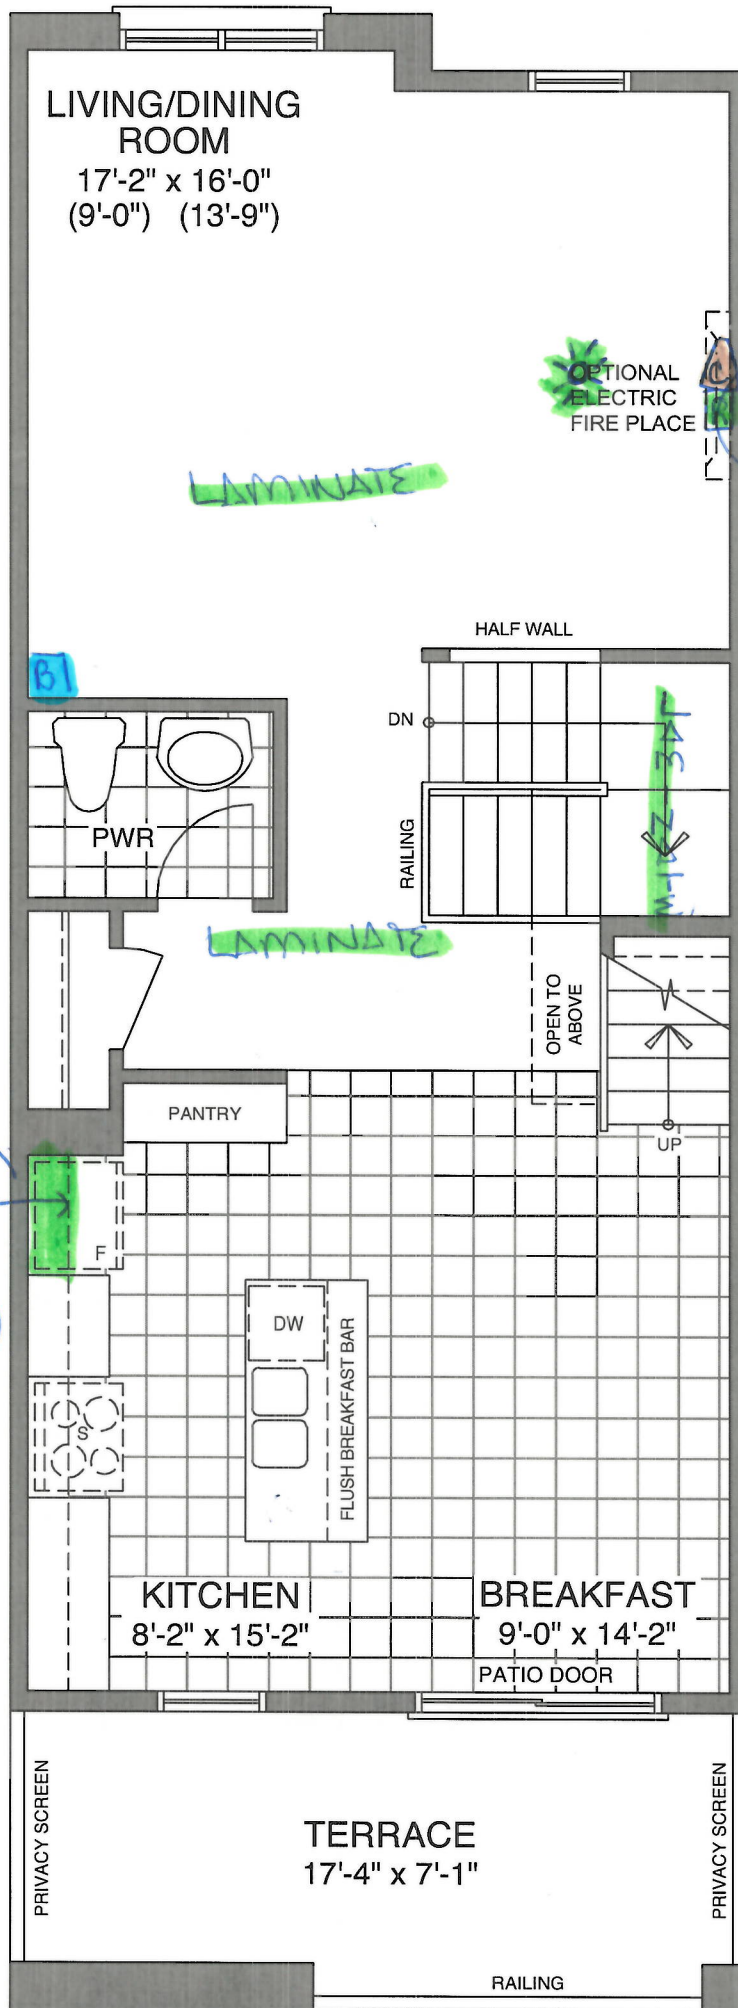 LIVING/DINING
ROOM
17'-2" x 16'-0"
(9'-0") (13'-9")
OPTIONAL
ELECTRIC
FIRE PLACE
C
R
LAMINATE
B
HALF WALL
DN
PWR
RAILING
LAMINATE
OPEN TO
ABOVE
PANTRY
UP
F
DW
FLUSH BREAKFAST BAR
S
KITCHEN
8'-2" x 15'-2"
BREAKFAST
9'-0" x 14'-2"
PATIO DOOR
PRIVACY SCREEN
TERRACE
17'-4" x 7'-1"
PRIVACY SCREEN
RAILING